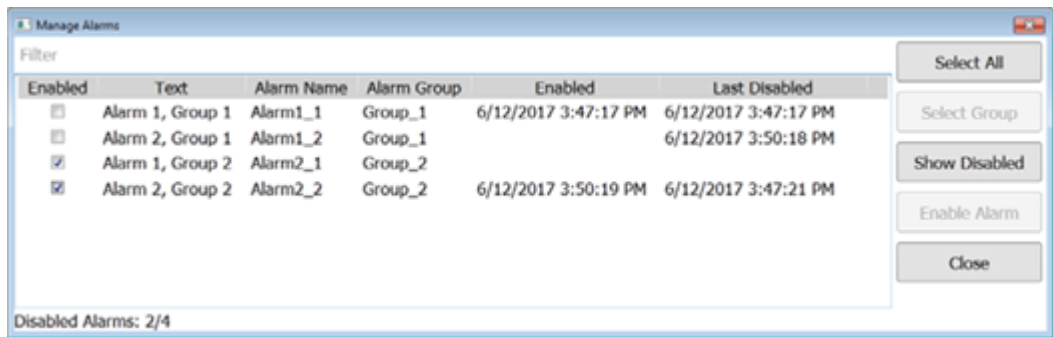 Manage Alarms
Filter
Select All
Enabled Text Alarm Name Alarm Group Enabled Last Disabled
Alarm 1, Group 1 Alarm1_1 Group_1 6/12/2017 3:47:17 PM 6/12/2017 3:47:17 PM
Select Group
Alarm 2, Group 1 Alarm1_2 Group_1 6/12/2017 3:50:18 PM
Alarm 1, Group 2 Alarm2_1 Group_2
Show Disabled
Alarm 2, Group 2 Alarm2_2 Group_2 6/12/2017 3:50:19 PM 6/12/2017 3:47:21 PM
Enable Alarm
Close
Disabled Alarms: 2/4